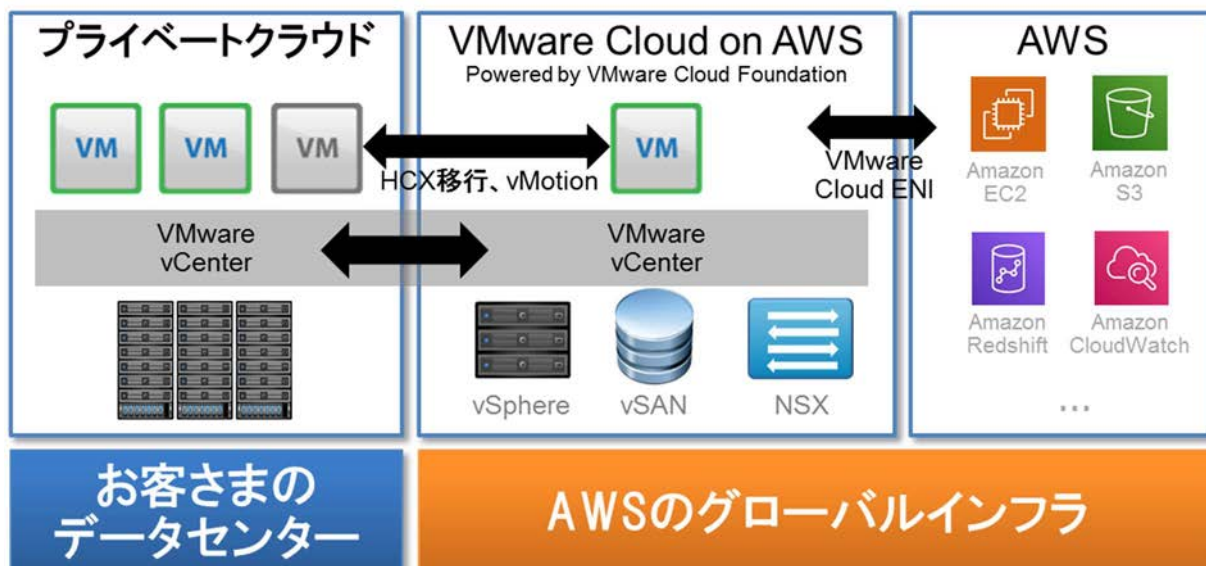 プライベートクラウド
VM
VM
VM
VMware
vCenter
HCX移行、vMotion
VMware Cloud on AWS
Powered by VMware Cloud Foundation
VM
VMware
vCenter
vSphere
vSAN
NSX
VMware
Cloud ENI
AWS
Amazon
EC2
Amazon
S3
Amazon
Redshift
Amazon
CloudWatch
...
お客さまの
データセンター
AWSのグローバルインフラ